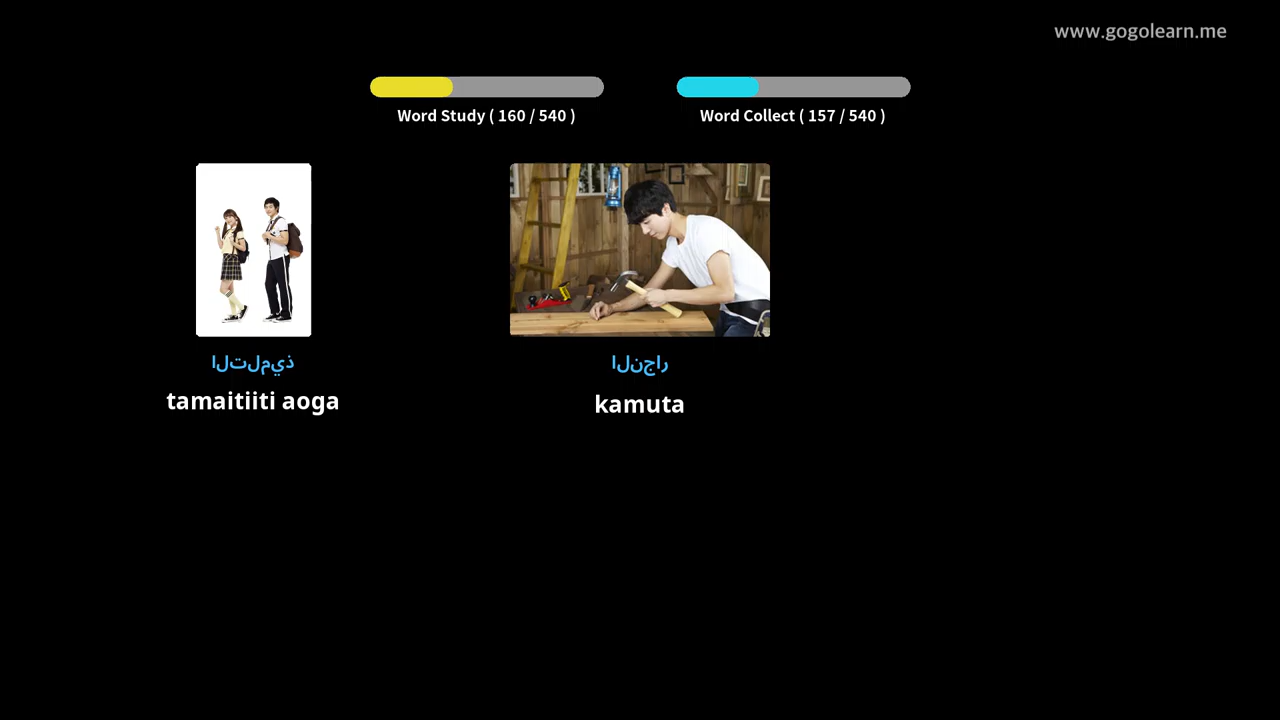 www.gogolearn.me
Word Study ( 160 / 540 )
Word Collect ( 157 / 540 )
التلميذ
tamaitiiti aoga
النجار
kamuta